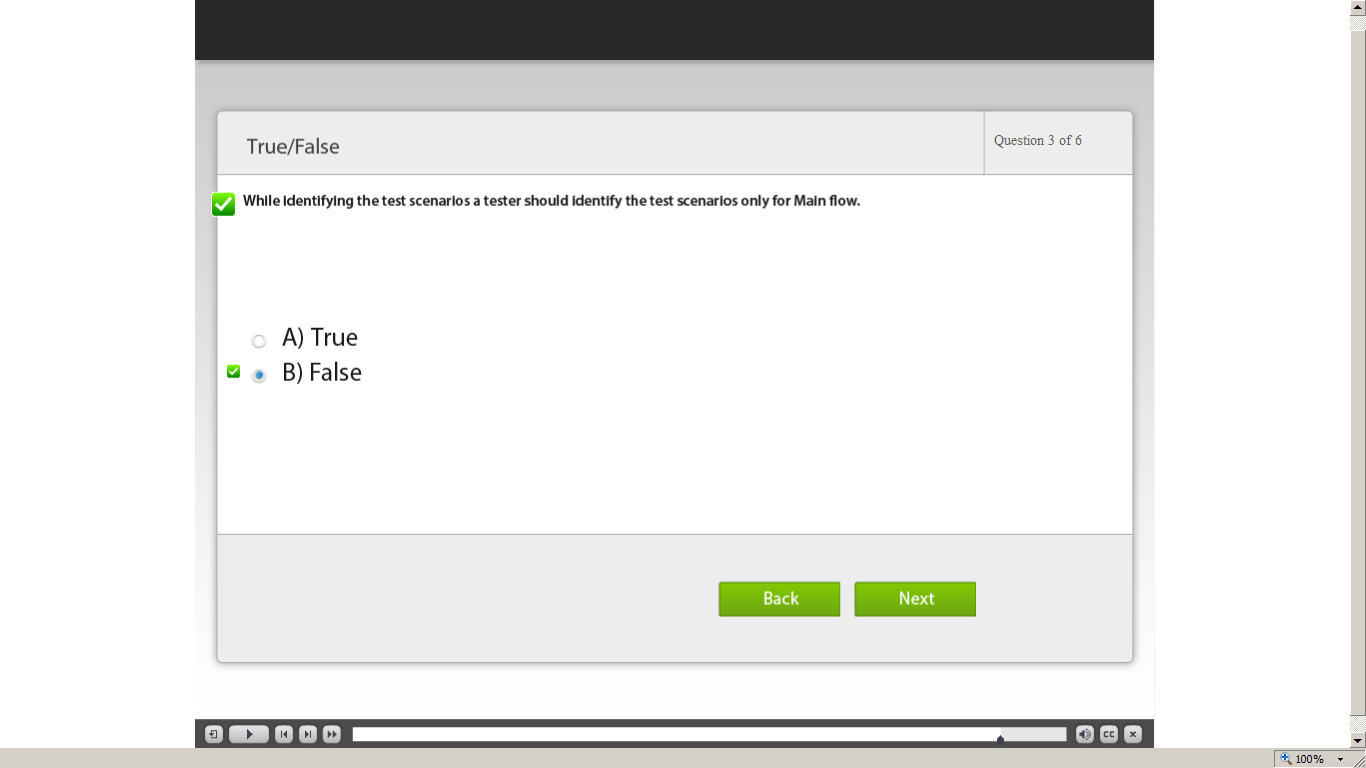 True/False
Question 3 of 6
While identifying the test scenarios a tester should identify the test scenarios only for Main flow.
A) True
B) False
Back
Next
CC
100%